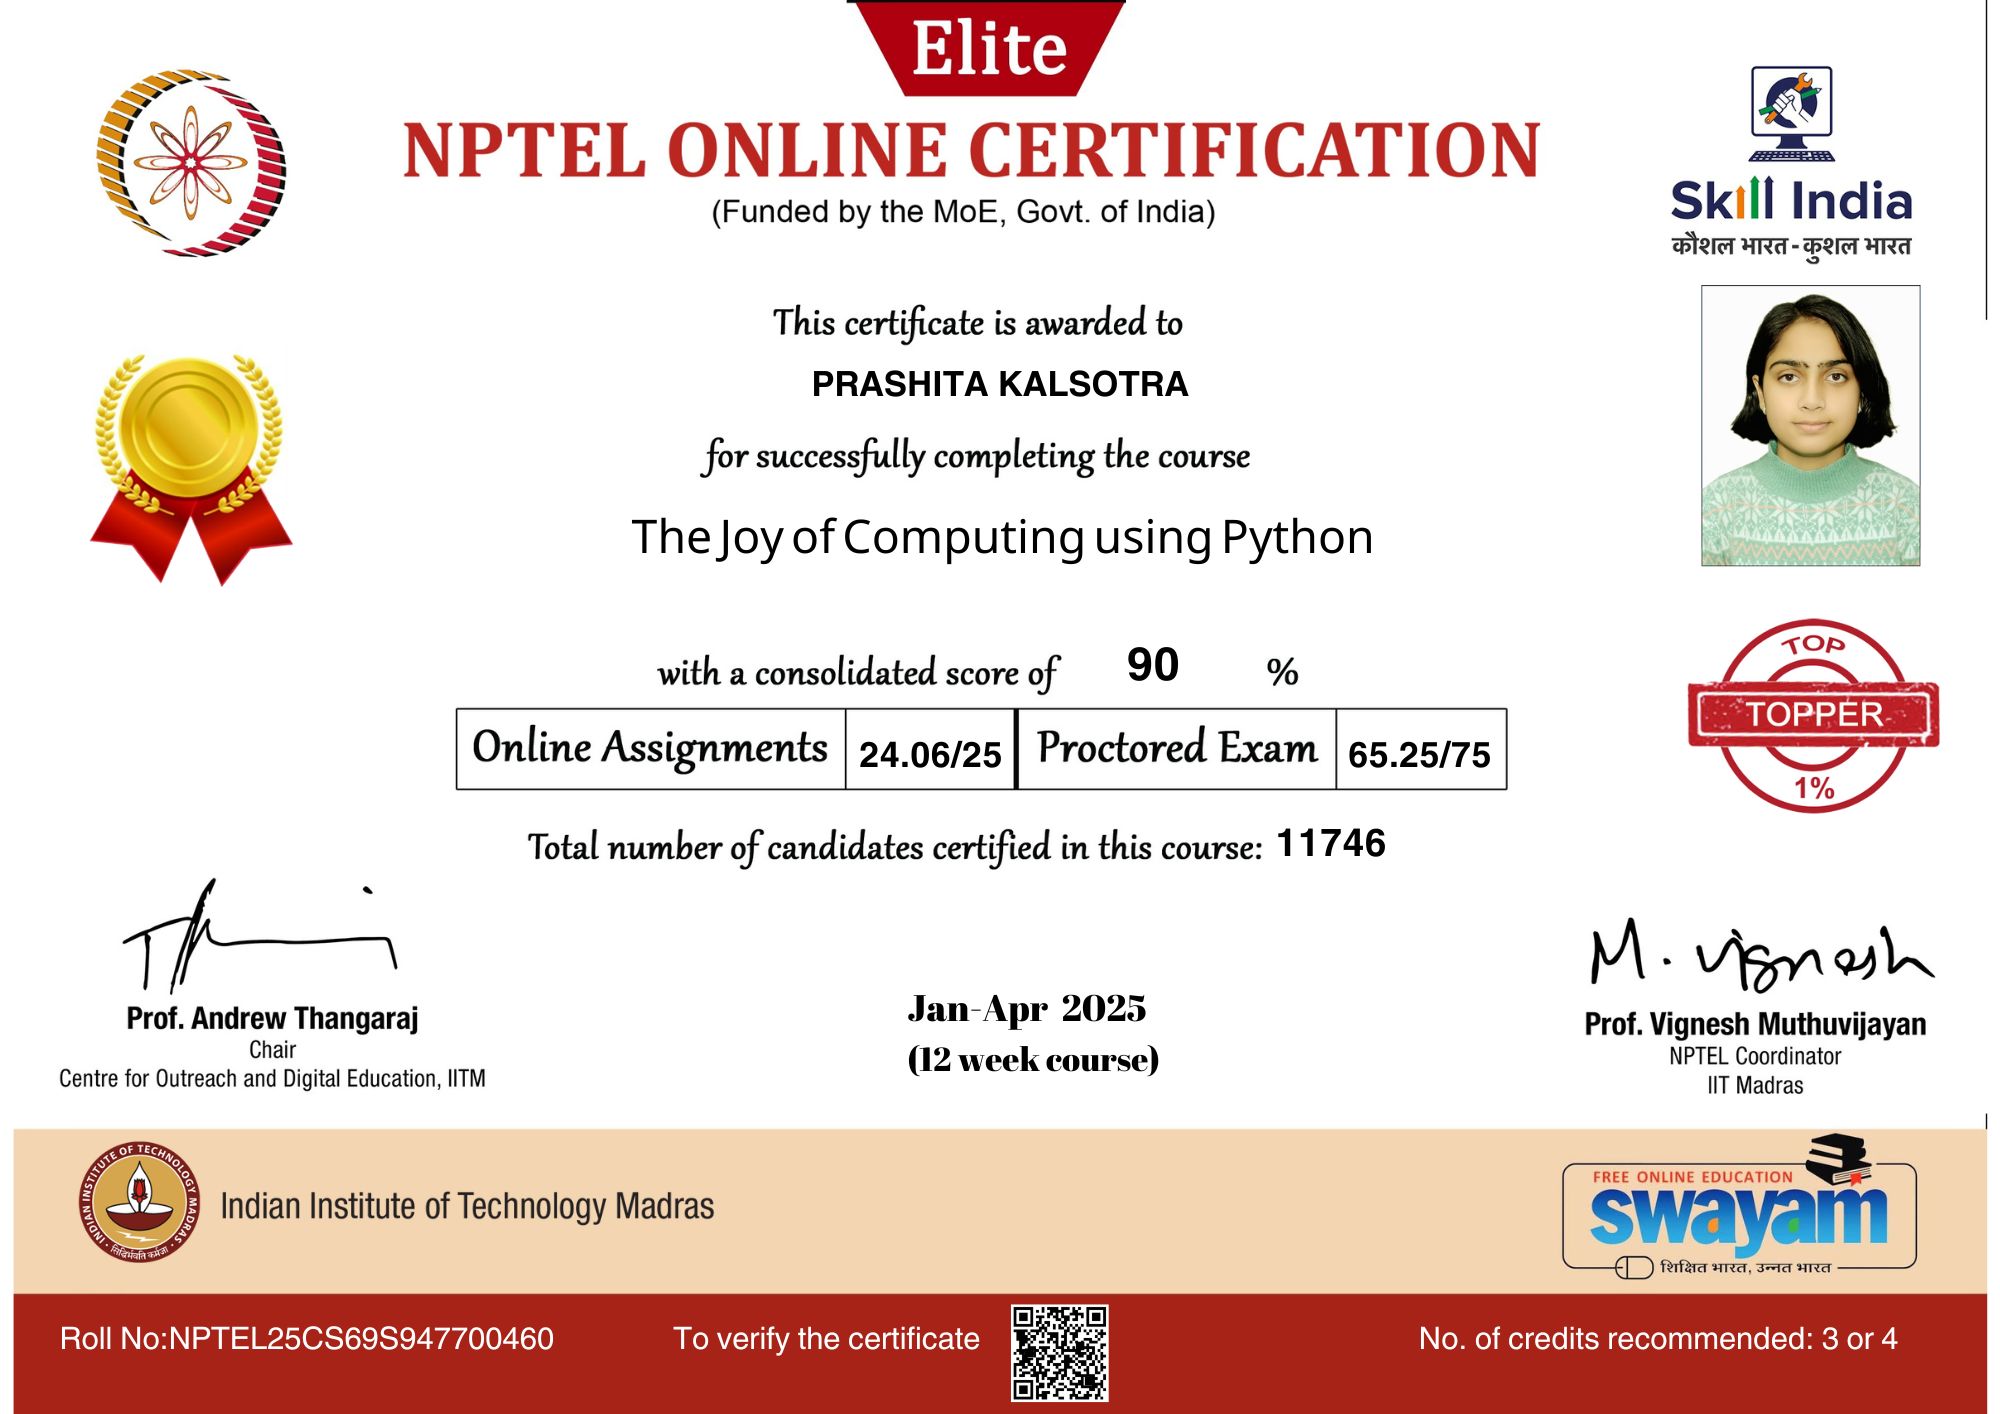 Elite
NPTEL ONLINE CERTIFICATION
(Funded by the MoE, Govt. of India)
Skill India
कौशल भारत - कुशल भारत
This certificate is awarded to
PRASHITA KALSOTRA
for successfully completing the course
The Joy of Computing using Python
with a consolidated score of 90 %
Online Assignments 24.06/25 Proctored Exam 65.25/75
TOP
TOPPER
1%
Total number of candidates certified in this course: 11746
M. Vignesh
Prof. Andrew Thangaraj
Chair
Centre for Outreach and Digital Education, IITM
Jan-Apr 2025
(12 week course)
Prof. Vignesh Muthuvijayan
NPTEL Coordinator
IIT Madras
INDIAN INSTITUTE OF TECHNOLOGY MADRAS
सिद्धिर्भवति कर्मजा
Indian Institute of Technology Madras
FREE ONLINE EDUCATION
swayam
शिक्षित भारत, उन्नत भारत
Roll No:NPTEL25CS69S947700460
To verify the certificate
No. of credits recommended: 3 or 4